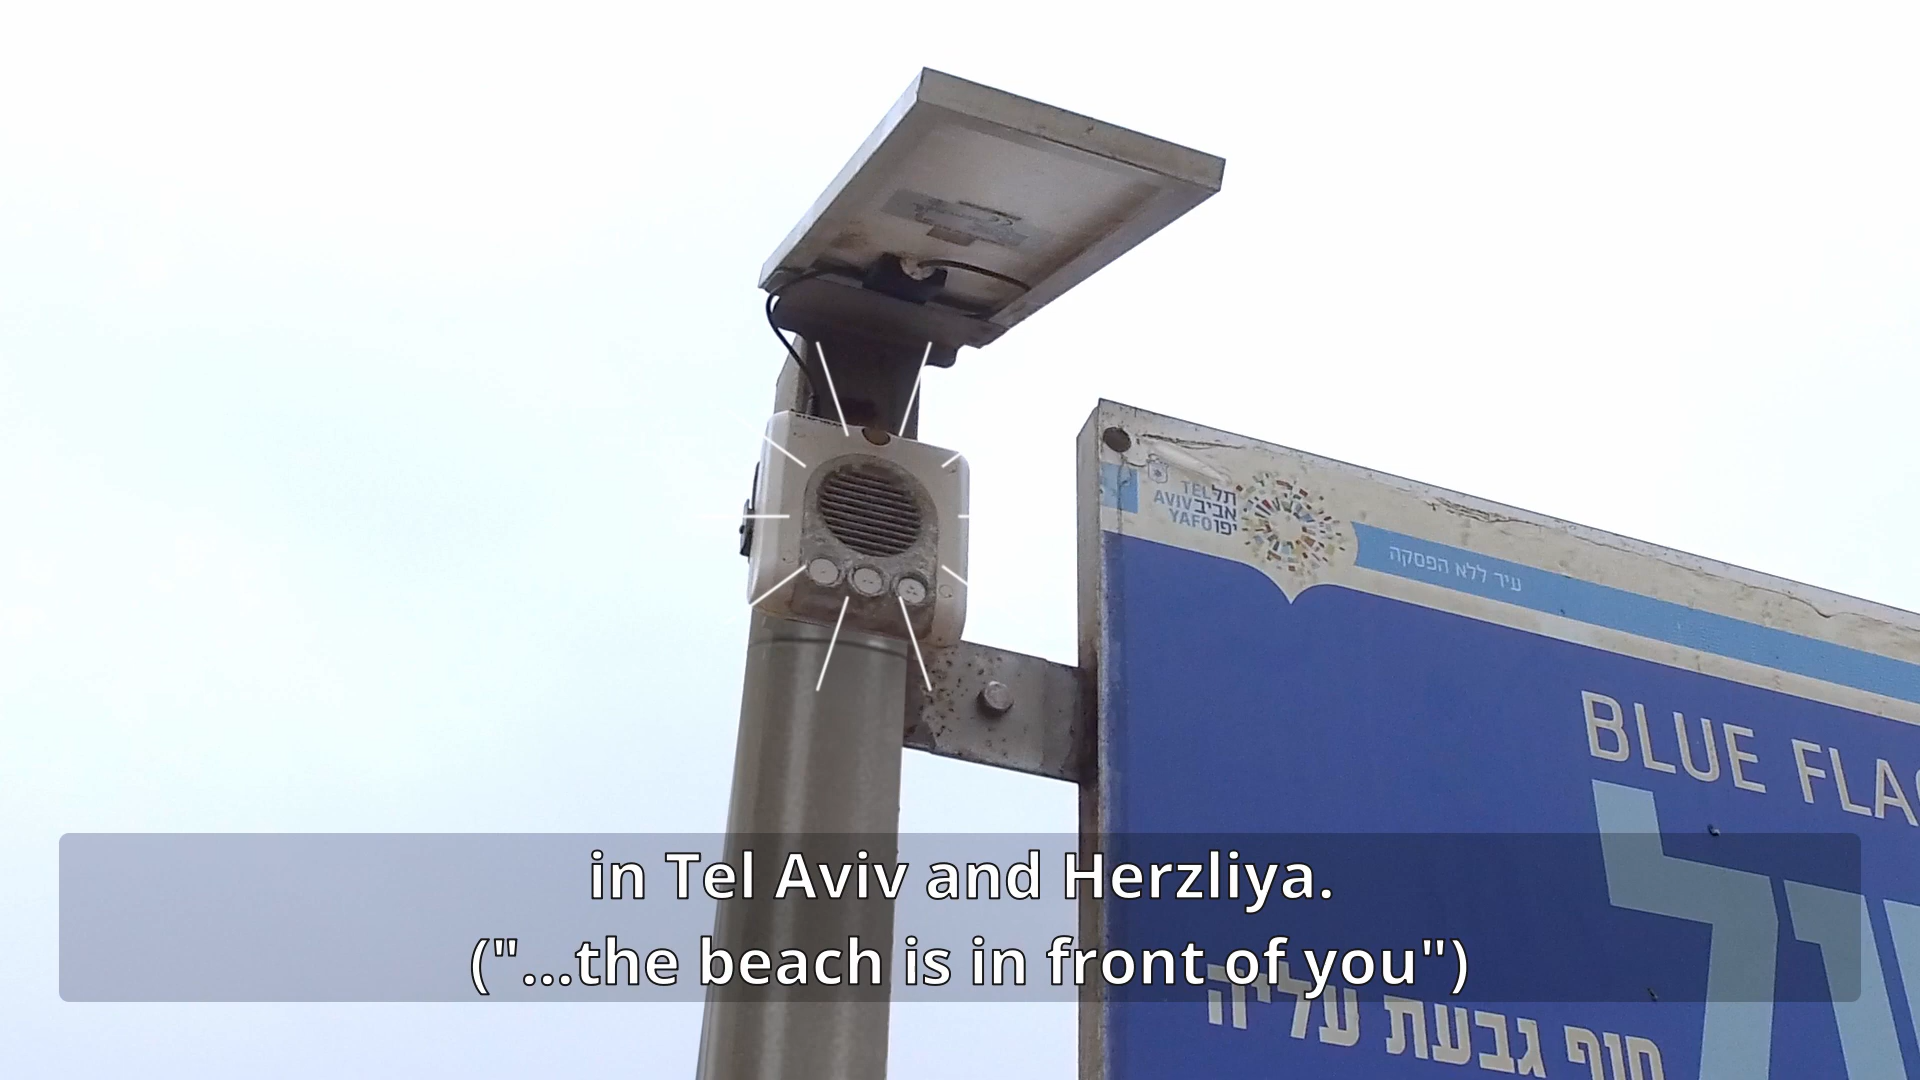 תל TEL
אביב AVIV
יפו YAFO
עיר ללא הפסקה
BLUE FLAG
in Tel Aviv and Herzliya.
("...the beach is in front of you")
חוף גבעת עליה